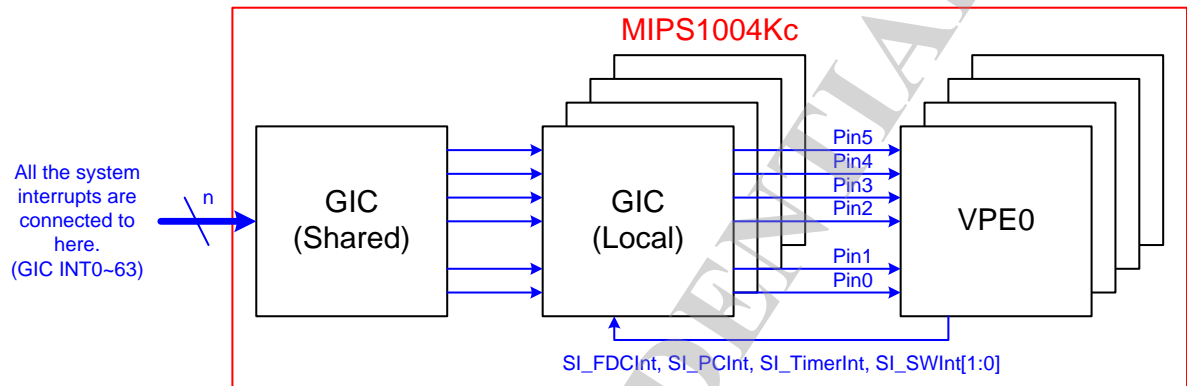 MIPS1004Kc
All the system
interrupts are
connected to
here.
(GIC INT0~63)
n
GIC
(Shared)
GIC
(Local)
Pin5
Pin4
Pin3
Pin2
Pin1
Pin0
VPE0
SI_FDCInt, SI_PCInt, SI_TimerInt, SI_SWInt[1:0]
DENTIA